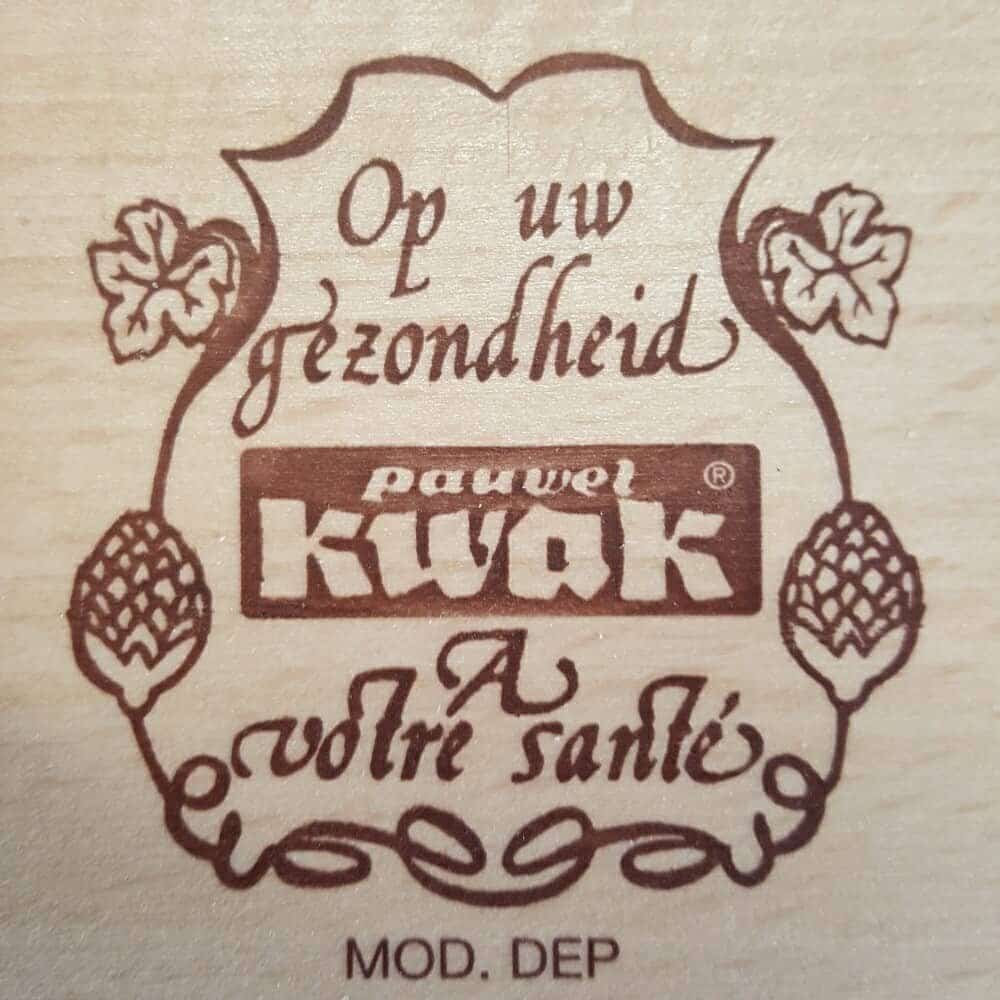 Op uw
gezondheid
pauwel ®
kwak
A
votre santé
MOD. DEP